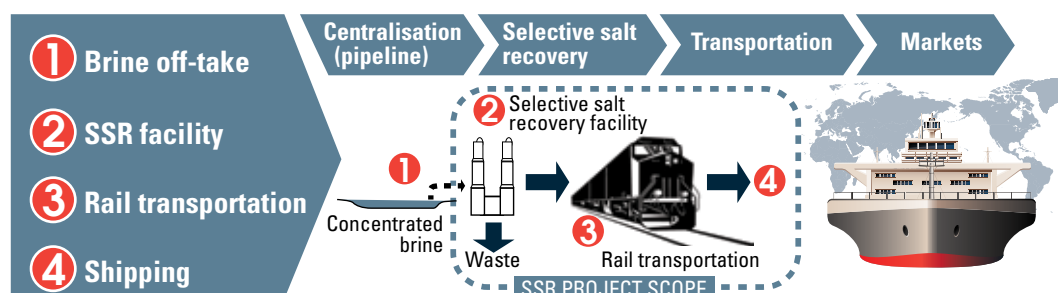 1 Brine off-take
2 SSR facility
3 Rail transportation
4 Shipping
Centralisation
(pipeline)
Selective salt
recovery
Transportation
Markets
1
Concentrated
brine
2 Selective salt
recovery facility
Waste
3
Rail transportation
4
SSR PROJECT SCOPE